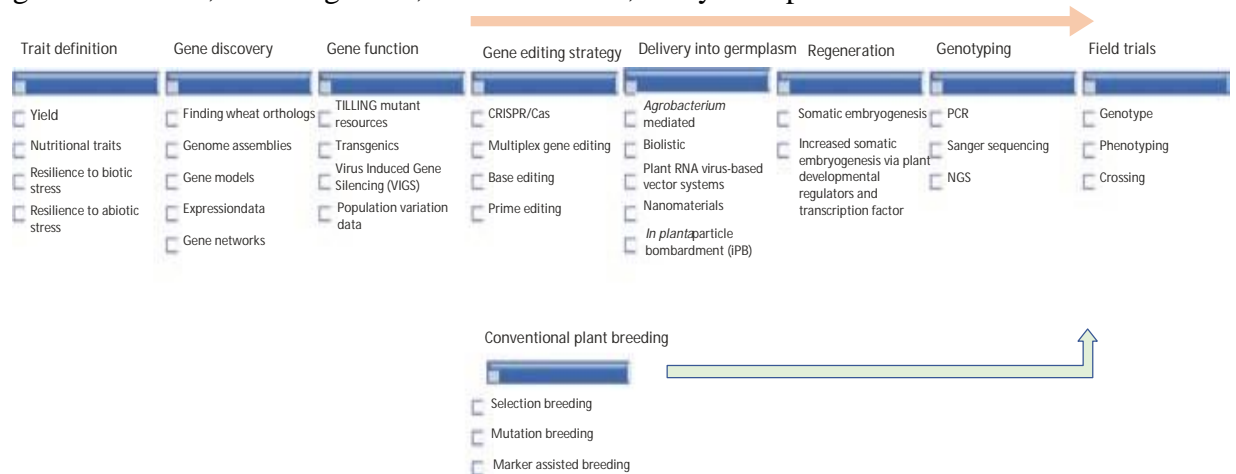 Trait definition
Gene discovery
Gene function
Gene editing strategy
Delivery into germplasm
Regeneration
Genotyping
Field trials
Yield
Nutritional traits
Resilience to biotic
stress
Resilience to abiotic
stress
Finding wheat orthologs
Genome assemblies
Gene models
Expressiondata
Gene networks
TILLING mutant
resources
Transgenics
Virus Induced Gene
Silencing (VIGS)
Population variation
data
CRISPR/Cas
Multiplex gene editing
Base editing
Prime editing
Agrobacterium
mediated
Biolistic
Plant RNA virus-based
vector systems
Nanomaterials
In plantaparticle
bombardment (iPB)
Somatic embryogenesis
Increased somatic
embryogenesis via plant
developmental
regulators and
transcription factor
PCR
Sanger sequencing
NGS
Genotype
Phenotyping
Crossing
Conventional plant breeding
Selection breeding
Mutation breeding
Marker assisted breeding